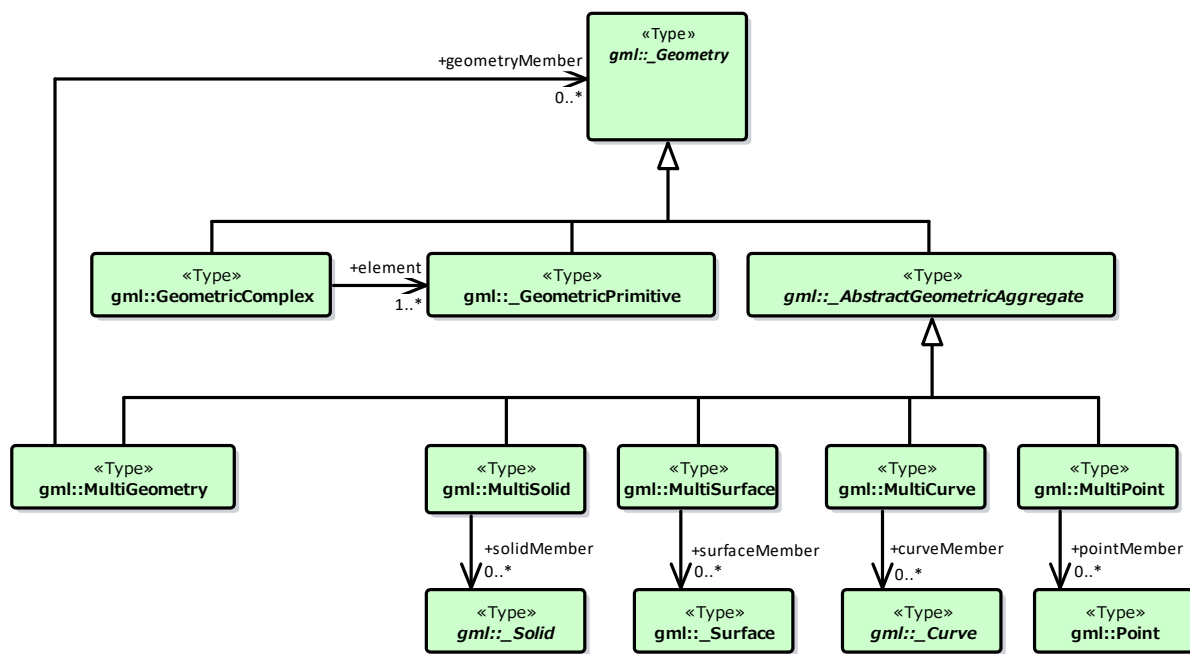 «Type»
gml::_Geometry
+geometryMember
0..*
«Type»
gml::GeometricComplex
+element
1..*
«Type»
gml::_GeometricPrimitive
«Type»
gml::_AbstractGeometricAggregate
«Type»
gml::MultiGeometry
«Type»
gml::MultiSolid
«Type»
gml::MultiSurface
«Type»
gml::MultiCurve
«Type»
gml::MultiPoint
+solidMember
0..*
+surfaceMember
0..*
+curveMember
0..*
+pointMember
0..*
«Type»
gml::_Solid
«Type»
gml::_Surface
«Type»
gml::_Curve
«Type»
gml::Point